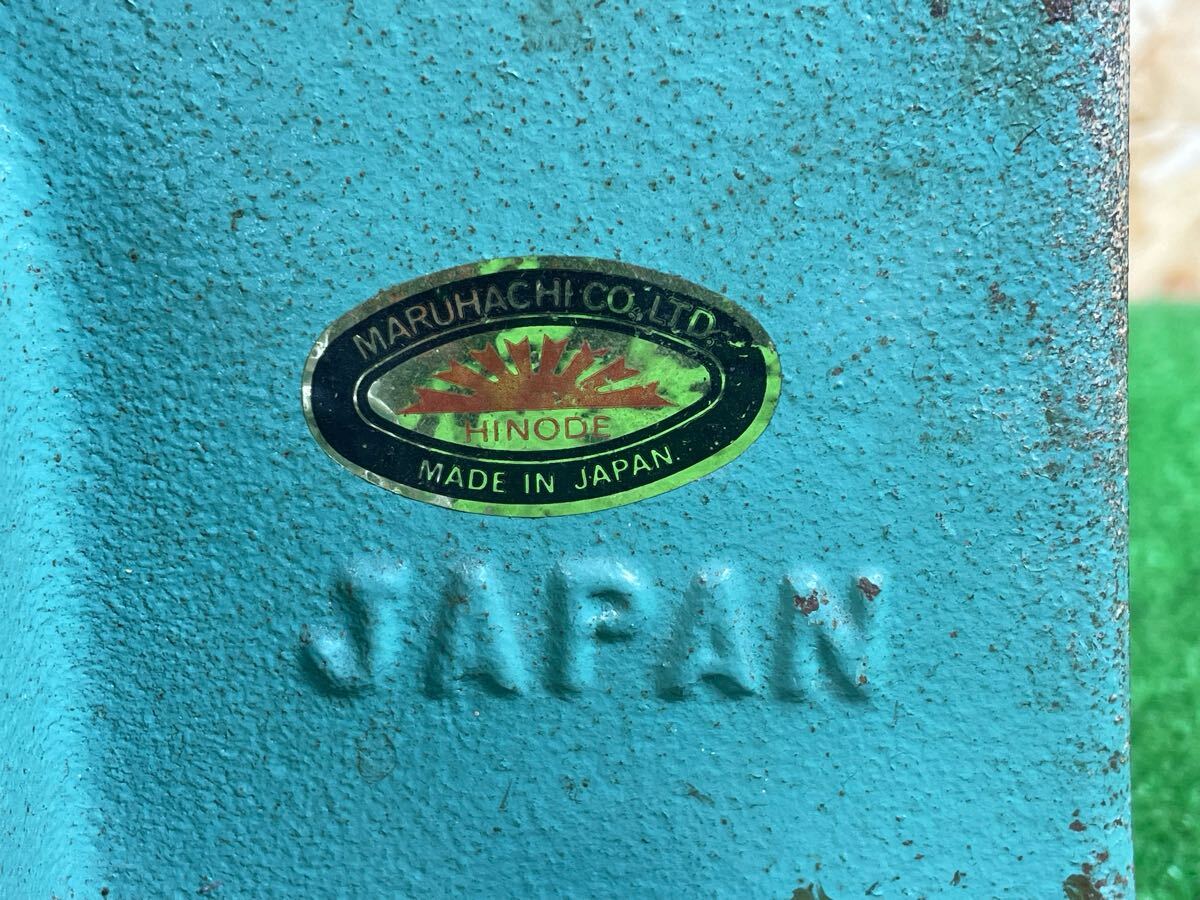 MARUHACHI CO., LTD.
HINODE
MADE IN JAPAN.
JAPAN